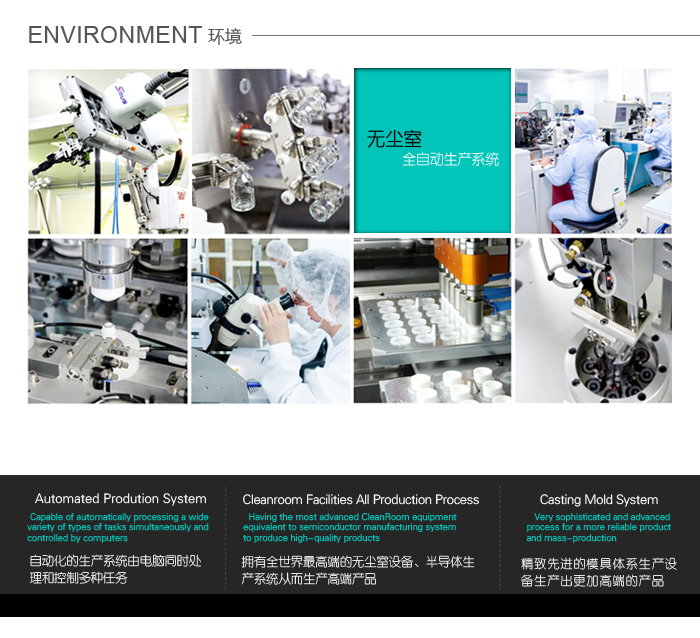 ENVIRONMENT 环境
无尘室
全自动生产系统
Automated Prodution System
Capable of automatically processing a wide
variety of types of tasks simultaneously and
controlled by computers
自动化的生产系统由电脑同时处
理和控制多种任务
Cleanroom Facilities All Production Process
Having the most advanced CleanRoom equipment
equivalent to semiconductor manufacturing system
to produce high-quality products
拥有全世界最高端的无尘室设备、半导体生
产系统从而生产高端产品
Casting Mold System
Very sophisticated and advanced
process for a more reliable product
and mass-production
精致先进的模具体系生产设
备生产出更加高端的产品